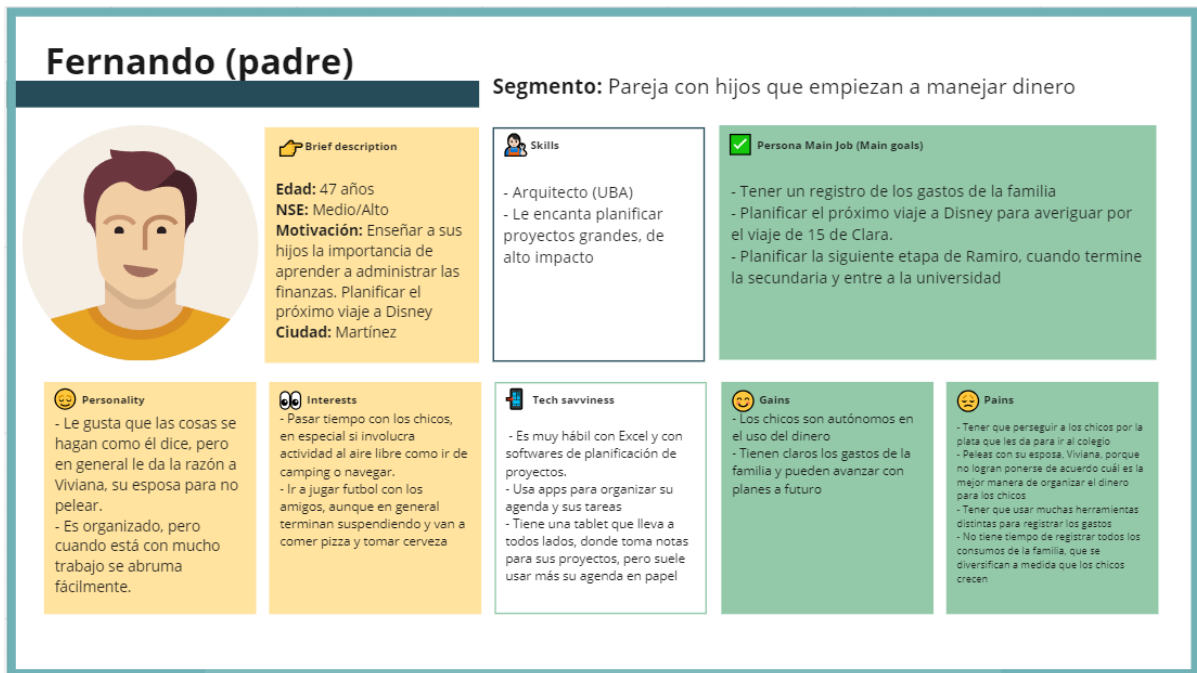 Fernando (padre)
Segmento: Pareja con hijos que empiezan a manejar dinero
Brief description
Edad: 47 años
NSE: Medio/Alto
Motivación: Enseñar a sus
hijos la importancia de
aprender a administrar las
finanzas. Planificar el
próximo viaje a Disney
Ciudad: Martínez
Skills
- Arquitecto (UBA)
- Le encanta planificar
proyectos grandes, de
alto impacto
Persona Main Job (Main goals)
- Tener un registro de los gastos de la familia
- Planificar el próximo viaje a Disney para averiguar por
el viaje de 15 de Clara.
- Planificar la siguiente etapa de Ramiro, cuando termine
la secundaria y entre a la universidad
Personality
- Le gusta que las cosas se
hagan como él dice, pero
en general le da la razón a
Viviana, su esposa para no
pelear.
- Es organizado, pero
cuando está con mucho
trabajo se abruma
fácilmente.
Interests
- Pasar tiempo con los chicos,
en especial si involucra
actividad al aire libre como ir de
camping o navegar.
- Ir a jugar futbol con los
amigos, aunque en general
terminan suspendiendo y van a
comer pizza y tomar cerveza
Tech savviness
- Es muy hábil con Excel y con
softwares de planificación de
proyectos.
- Usa apps para organizar su
agenda y sus tareas
- Tiene una tablet que lleva a
todos lados, donde toma notas
para sus proyectos, pero suele
usar más su agenda en papel
Gains
- Los chicos son autónomos en
el uso del dinero
- Tienen claros los gastos de la
familia y pueden avanzar con
planes a futuro
Pains
- Tener que perseguir a los chicos por la
plata que les da para ir al colegio
- Peleas con su esposa, Viviana, porque
no logran ponerse de acuerdo cuál es la
mejor manera de organizar el dinero
para los chicos
- Tener que usar muchas herramientas
distintas para registrar los gastos
- No tiene tiempo de registrar todos los
consumos de la familia, que se
diversifican a medida que los chicos
crecen